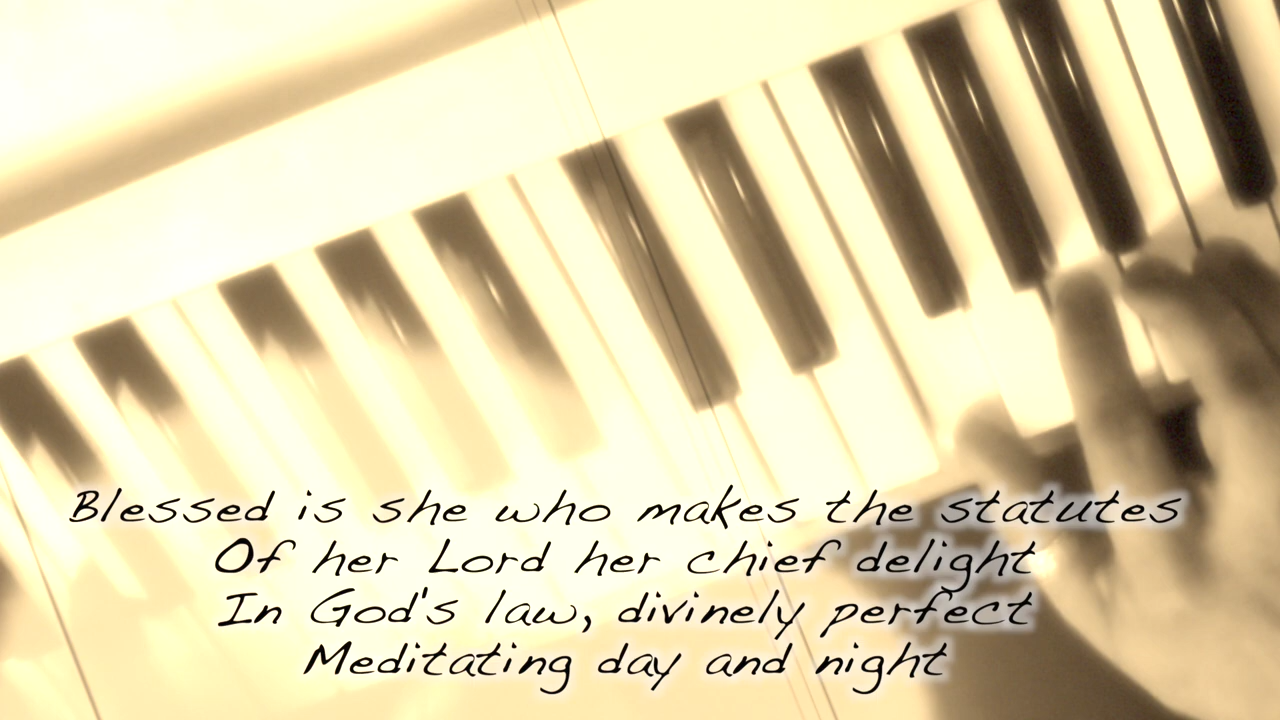 Blessed is she who makes the statutes
Of her Lord her chief delight
In God's law, divinely perfect
Meditating day and night